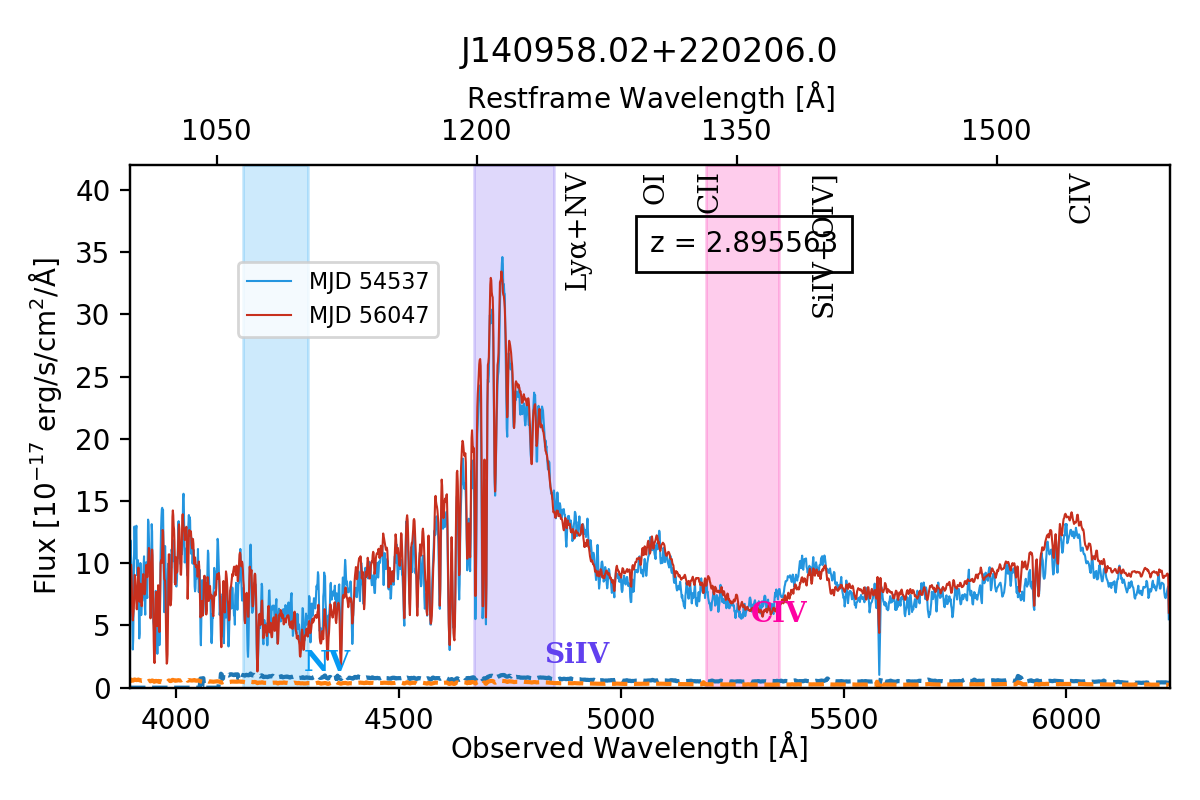 J140958.02+220206.0
Restframe Wavelength [Å]
1050 1200 1350 1500
Lyα+NV
OI
CII
SiIV+OIV]
CIV
z = 2.895563
MJD 54537
MJD 56047
Flux [10⁻¹⁷ erg/s/cm²/Å]
40
35
30
25
20
15
10
5
0
NV
SiIV
CIV
4000 4500 5000 5500 6000
Observed Wavelength [Å]